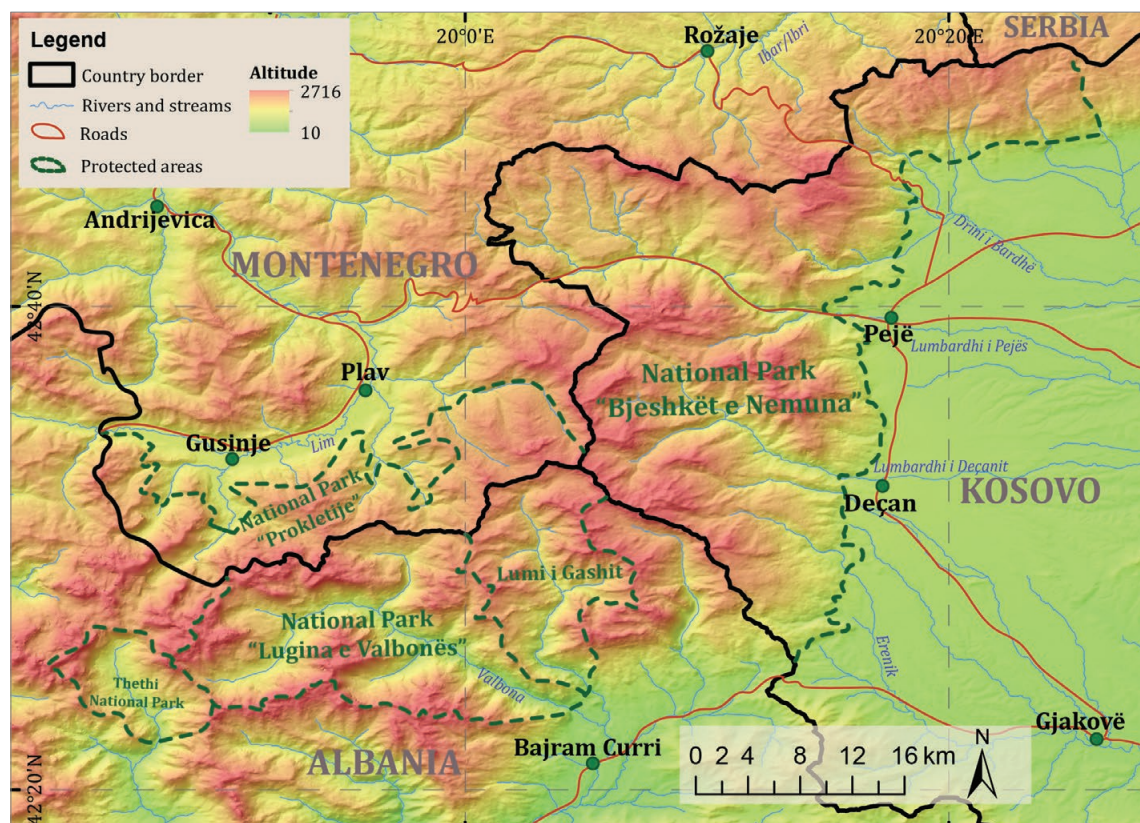 Legend
Country border
Rivers and streams
Roads
Protected areas
Altitude
2716
10
20°0'E
20°20'E
42°40'N
42°20'N
SERBIA
Rožaje
Ibar/Ibri
Andrijevica
MONTENEGRO
Drini i Bardhë
Pejë
Lumbardhi i Pejës
Plav
National Park
“Bjeshkët e Nemuna”
Gusinje
Lim
Lumbardhi i Deçanit
KOSOVO
Deçan
National Park
“Prokletije”
Lumi i Gashit
National Park
“Lugina e Valbonës”
Erenik
Thethi
National Park
Valbona
Gjakovë
Bajram Curri
ALBANIA
0 2 4 8 12 16 km
N